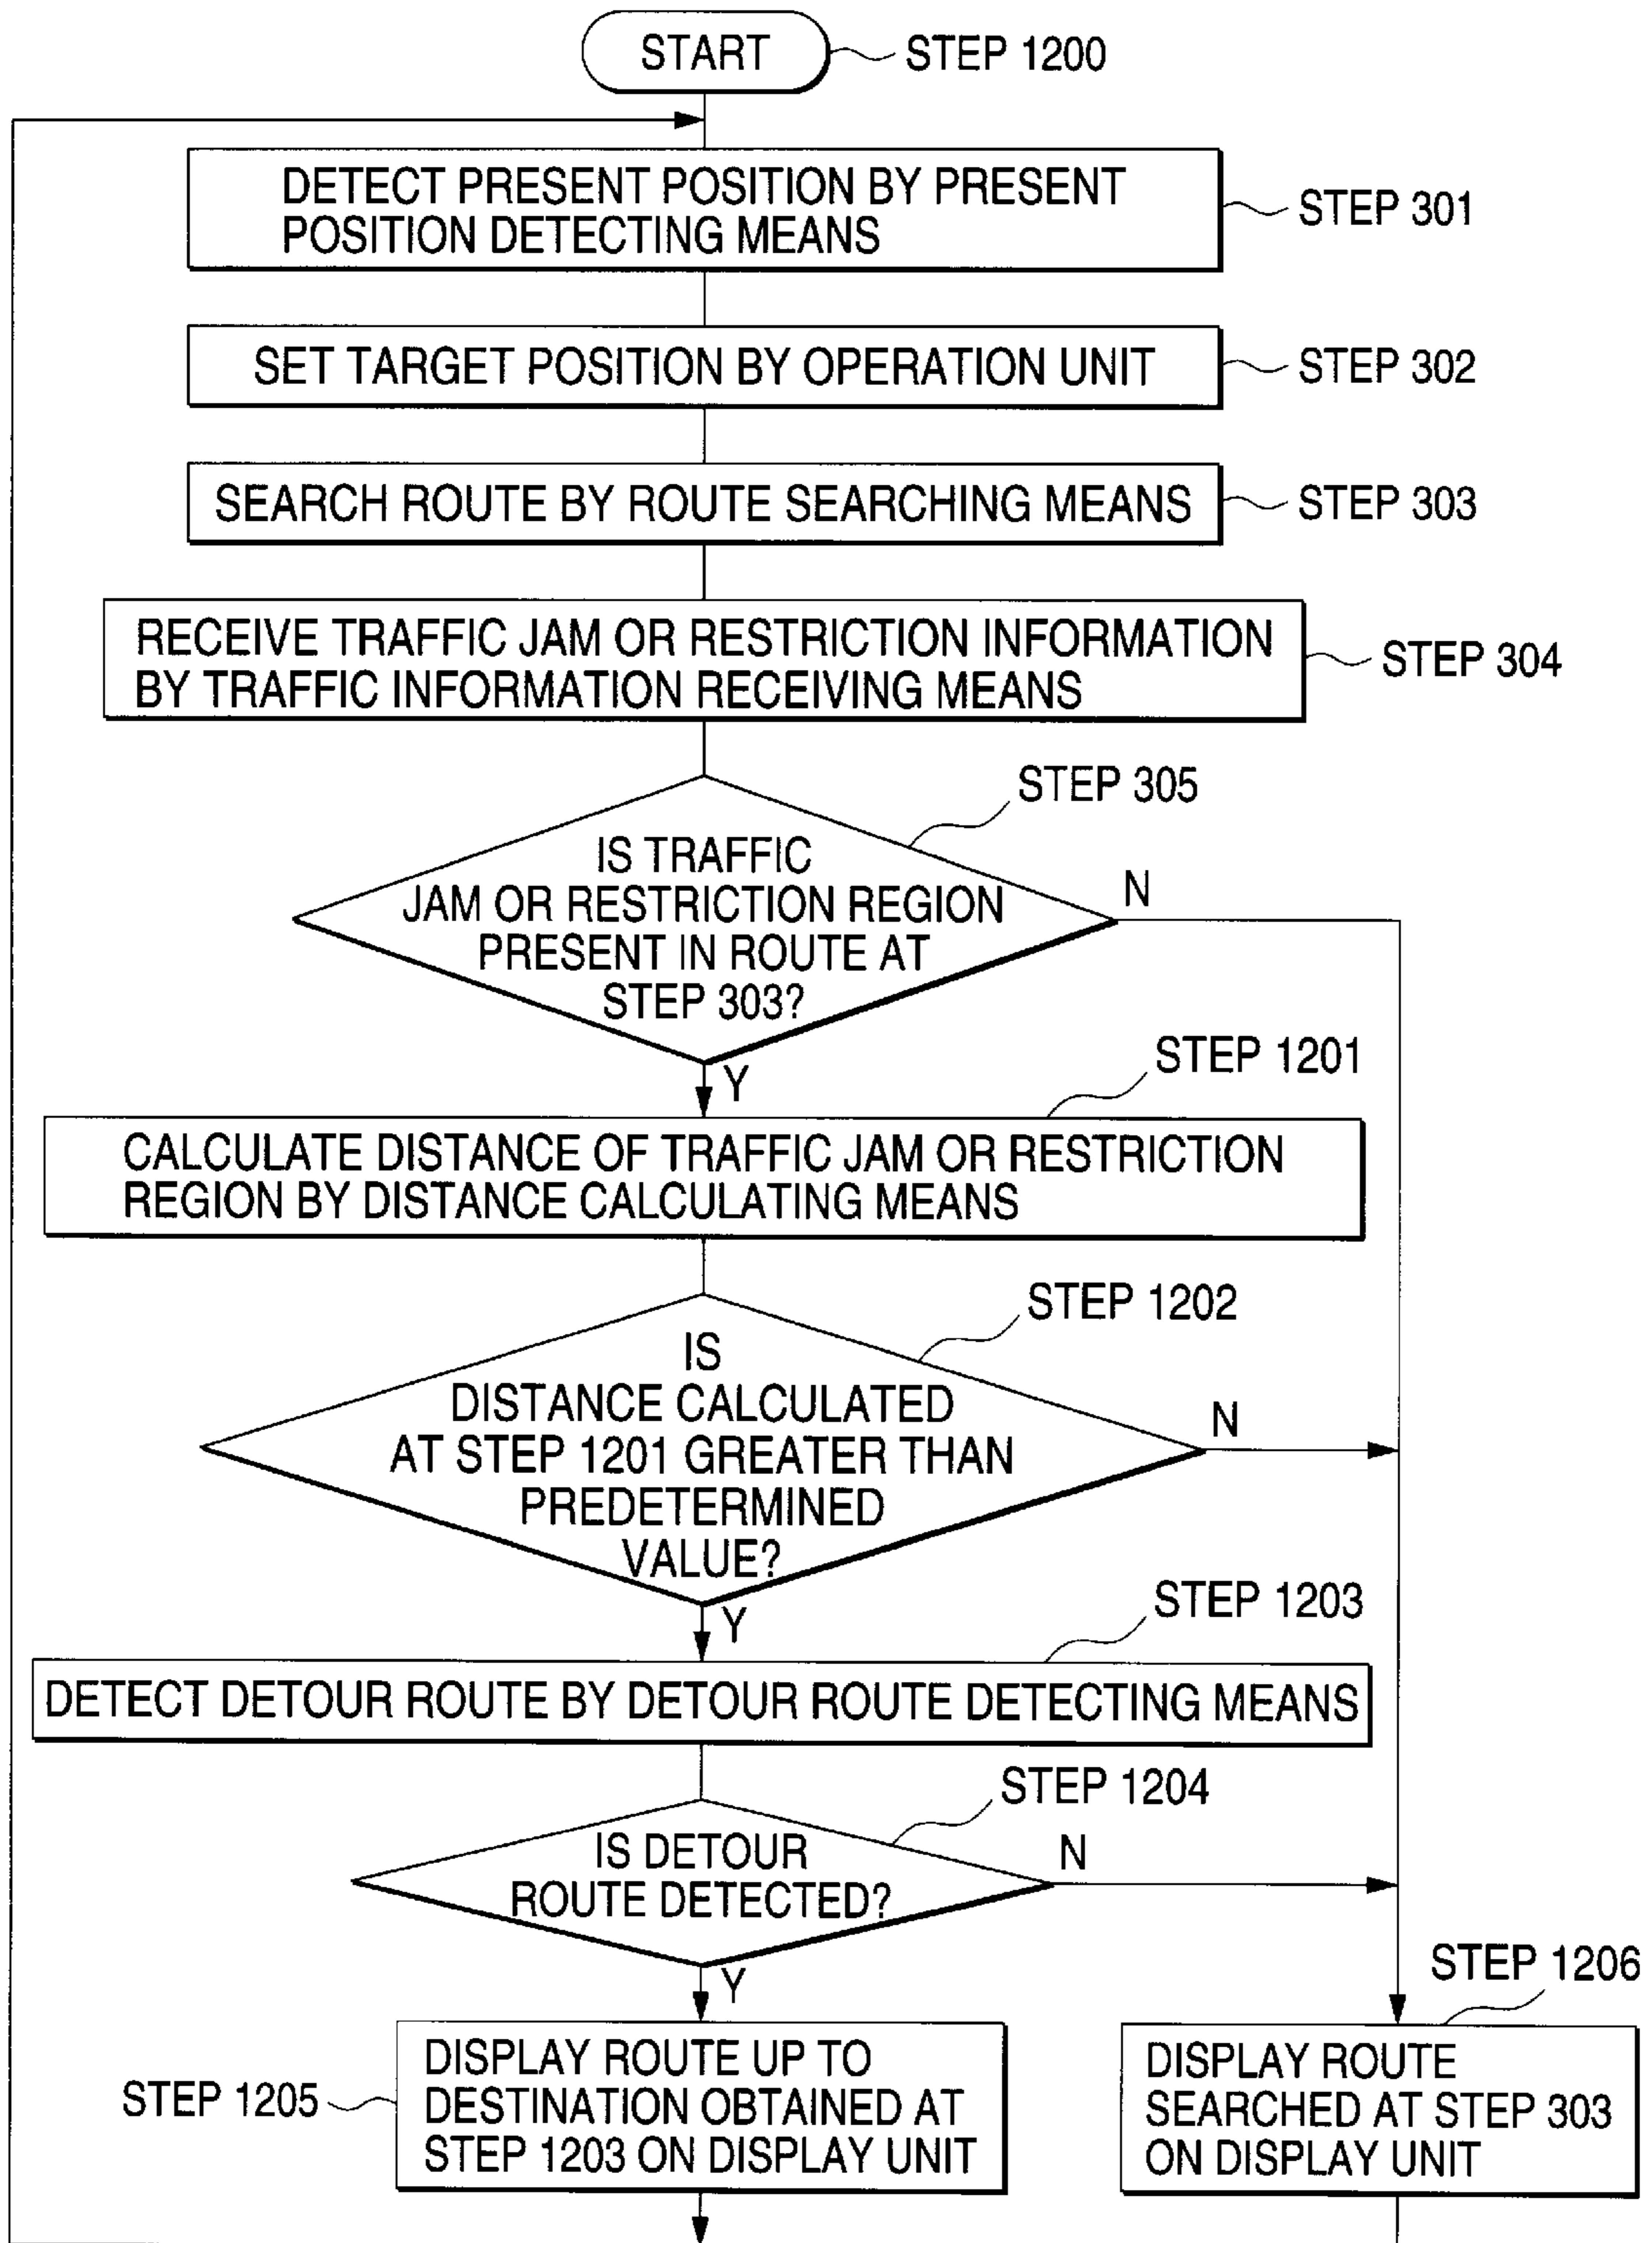 START
STEP 1200
DETECT PRESENT POSITION BY PRESENT
POSITION DETECTING MEANS
STEP 301
SET TARGET POSITION BY OPERATION UNIT
STEP 302
SEARCH ROUTE BY ROUTE SEARCHING MEANS
STEP 303
RECEIVE TRAFFIC JAM OR RESTRICTION INFORMATION
BY TRAFFIC INFORMATION RECEIVING MEANS
STEP 304
STEP 305
IS TRAFFIC
JAM OR RESTRICTION REGION
PRESENT IN ROUTE AT
STEP 303?
N
Y
STEP 1201
CALCULATE DISTANCE OF TRAFFIC JAM OR RESTRICTION
REGION BY DISTANCE CALCULATING MEANS
STEP 1202
IS
DISTANCE CALCULATED
AT STEP 1201 GREATER THAN
PREDETERMINED
VALUE?
N
Y
STEP 1203
DETECT DETOUR ROUTE BY DETOUR ROUTE DETECTING MEANS
STEP 1204
IS DETOUR
ROUTE DETECTED?
N
Y
STEP 1205
DISPLAY ROUTE UP TO
DESTINATION OBTAINED AT
STEP 1203 ON DISPLAY UNIT
STEP 1206
DISPLAY ROUTE
SEARCHED AT STEP 303
ON DISPLAY UNIT